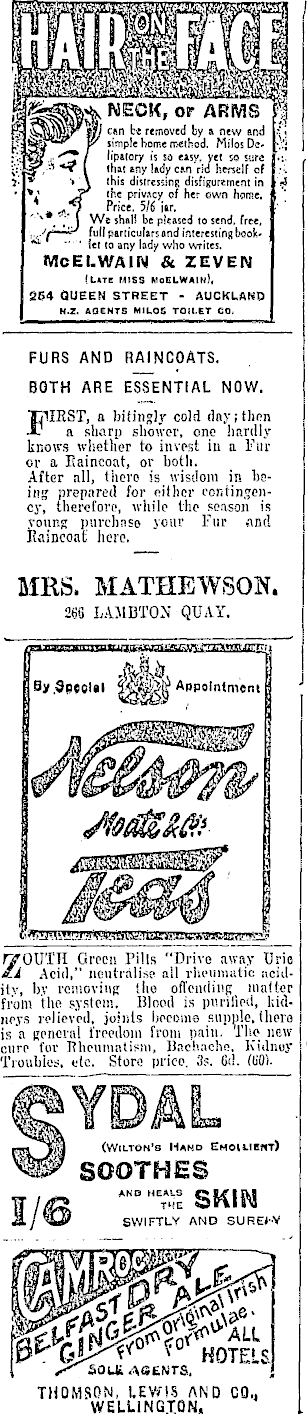 HAIR ON THE FACE
NECK, or ARMS
can be removed by a new and
simple home method. Milos De-
lipatory is so easy, yet so sure
that any lady can rid herself of
this distressing disfigurement in
the privacy of her own home.
Price, 5/6 jar.
We shall be pleased to send, free,
full particulars and interesting book-
let to any lady who writes.
McELWAIN & ZEVEN
(LATE MISS McELWAIN),
254 QUEEN STREET - AUCKLAND
N.Z. AGENTS MILOS TOILET CO.
FURS AND RAINCOATS.
BOTH ARE ESSENTIAL NOW.
FIRST, a bitingly cold day; then
a sharp shower, one hardly
knows whether to invest in a Fur
or a Raincoat, or both.
After all, there is wisdom in be-
ing prepared for either contingen-
cy, therefore, while the season is
young purchase your Fur and
Raincoat here.
MRS. MATHEWSON.
266 LAMBTON QUAY.
By Special Appointment
Nelson
Moate & Co's
Teas
ZOUTH Green Pills "Drive away Uric
Acid," neutralise all rheumatic acid-
ity, by removing the offending matter
from the system. Blood is purified, kid-
neys relieved, joints become supple, there
is a general freedom from pain. The new
cure for Rheumatism, Bachache, Kidney
Troubles, etc. Store price, 3s. 6d. (60).
SYDAL
(WILTON'S HAND EMOLLIENT)
SOOTHES
1/6 AND HEALS THE SKIN
SWIFTLY AND SURELY
CAMROC
BELFAST DRY
GINGER ALE
From Original Irish
Formulae.
ALL
HOTELS
SOLE AGENTS,
THOMSON, LEWIS AND CO.,
WELLINGTON.